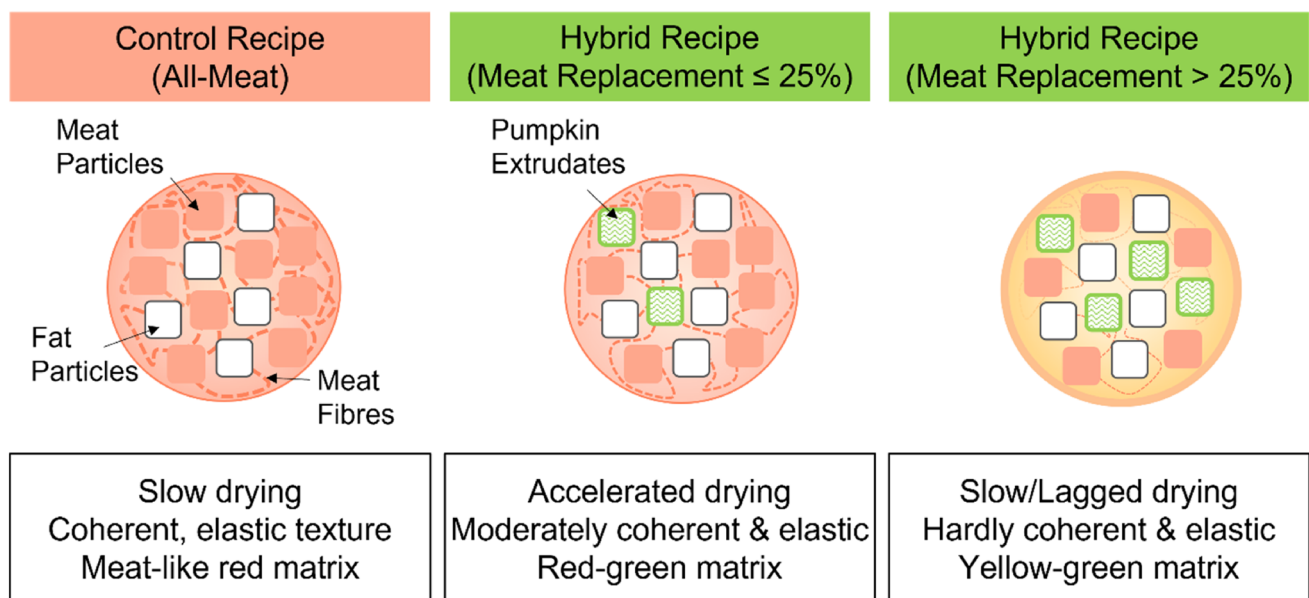 Control Recipe
(All-Meat)
Hybrid Recipe
(Meat Replacement ≤ 25%)
Hybrid Recipe
(Meat Replacement > 25%)
Meat
Particles
Fat
Particles
Meat
Fibres
Pumpkin
Extrudates
Slow drying
Coherent, elastic texture
Meat-like red matrix
Accelerated drying
Moderately coherent & elastic
Red-green matrix
Slow/Lagged drying
Hardly coherent & elastic
Yellow-green matrix